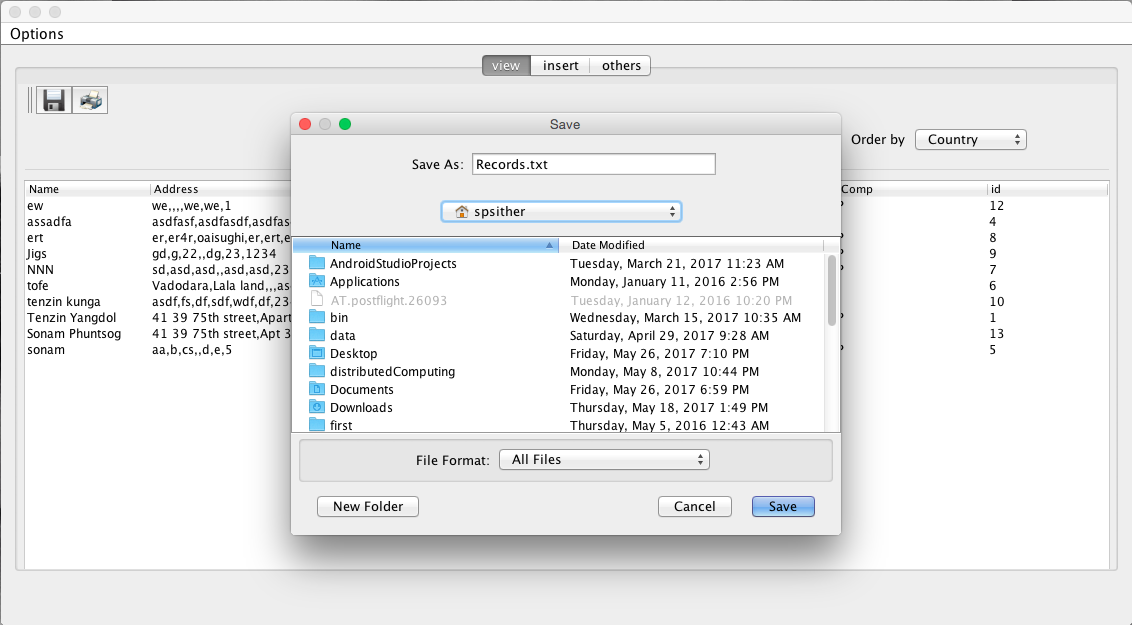 Options
view insert others
Save
Order by Country
Save As: Records.txt
spsither
Name Address Comp id
ew we,,,,we,we,1 12
assadfa asdfasf,asdfasdf,asdfas 4
ert er,er4r,oaisughi,er,ert,e 8
Jigs gd,g,22,,dg,23,1234 9
NNN sd,asd,asd,,asd,asd,23 7
tofe Vadodara,Lala land,,,as 6
tenzin kunga asdf,fs,df,sdf,wdf,df,23 10
Tenzin Yangdol 41 39 75th street,Apart 1
Sonam Phuntsog 41 39 75th street,Apt 3 13
sonam aa,b,cs,,d,e,5 5
Name Date Modified
AndroidStudioProjects Tuesday, March 21, 2017 11:23 AM
Applications Monday, January 11, 2016 2:56 PM
AT.postflight.26093 Tuesday, January 12, 2016 10:20 PM
bin Wednesday, March 15, 2017 10:35 AM
data Saturday, April 29, 2017 9:28 AM
Desktop Friday, May 26, 2017 7:10 PM
distributedComputing Monday, May 8, 2017 10:44 PM
Documents Friday, May 26, 2017 6:59 PM
Downloads Thursday, May 18, 2017 1:49 PM
first Thursday, May 5, 2016 12:43 AM
File Format: All Files
New Folder Cancel Save